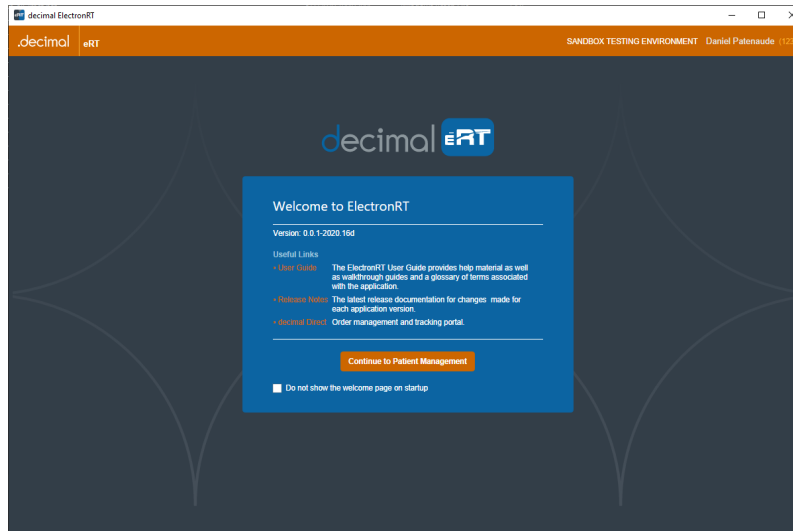 decimal ElectronRT
.decimal eRT
SANDBOX TESTING ENVIRONMENT Daniel Patenaude (123
decimal eRT
Welcome to ElectronRT
Version: 0.0.1-2020.16d
Useful Links
User Guide The ElectronRT User Guide provides help material as well
as walkthrough guides and a glossary of terms associated
with the application.
Release Notes The latest release documentation for changes made for
each application version.
decimal Direct Order management and tracking portal.
Continue to Patient Management
Do not show the welcome page on startup